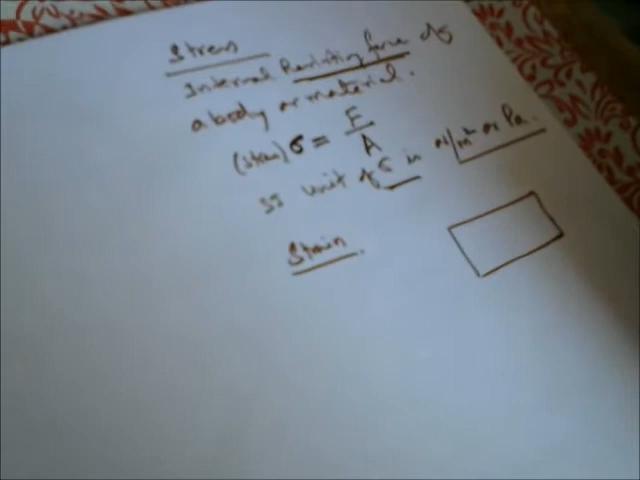 Stress
Internal Resisting force of
a body or material.
(Stress) σ = F/A
SI unit of σ is N/m² or Pa.
Strain.